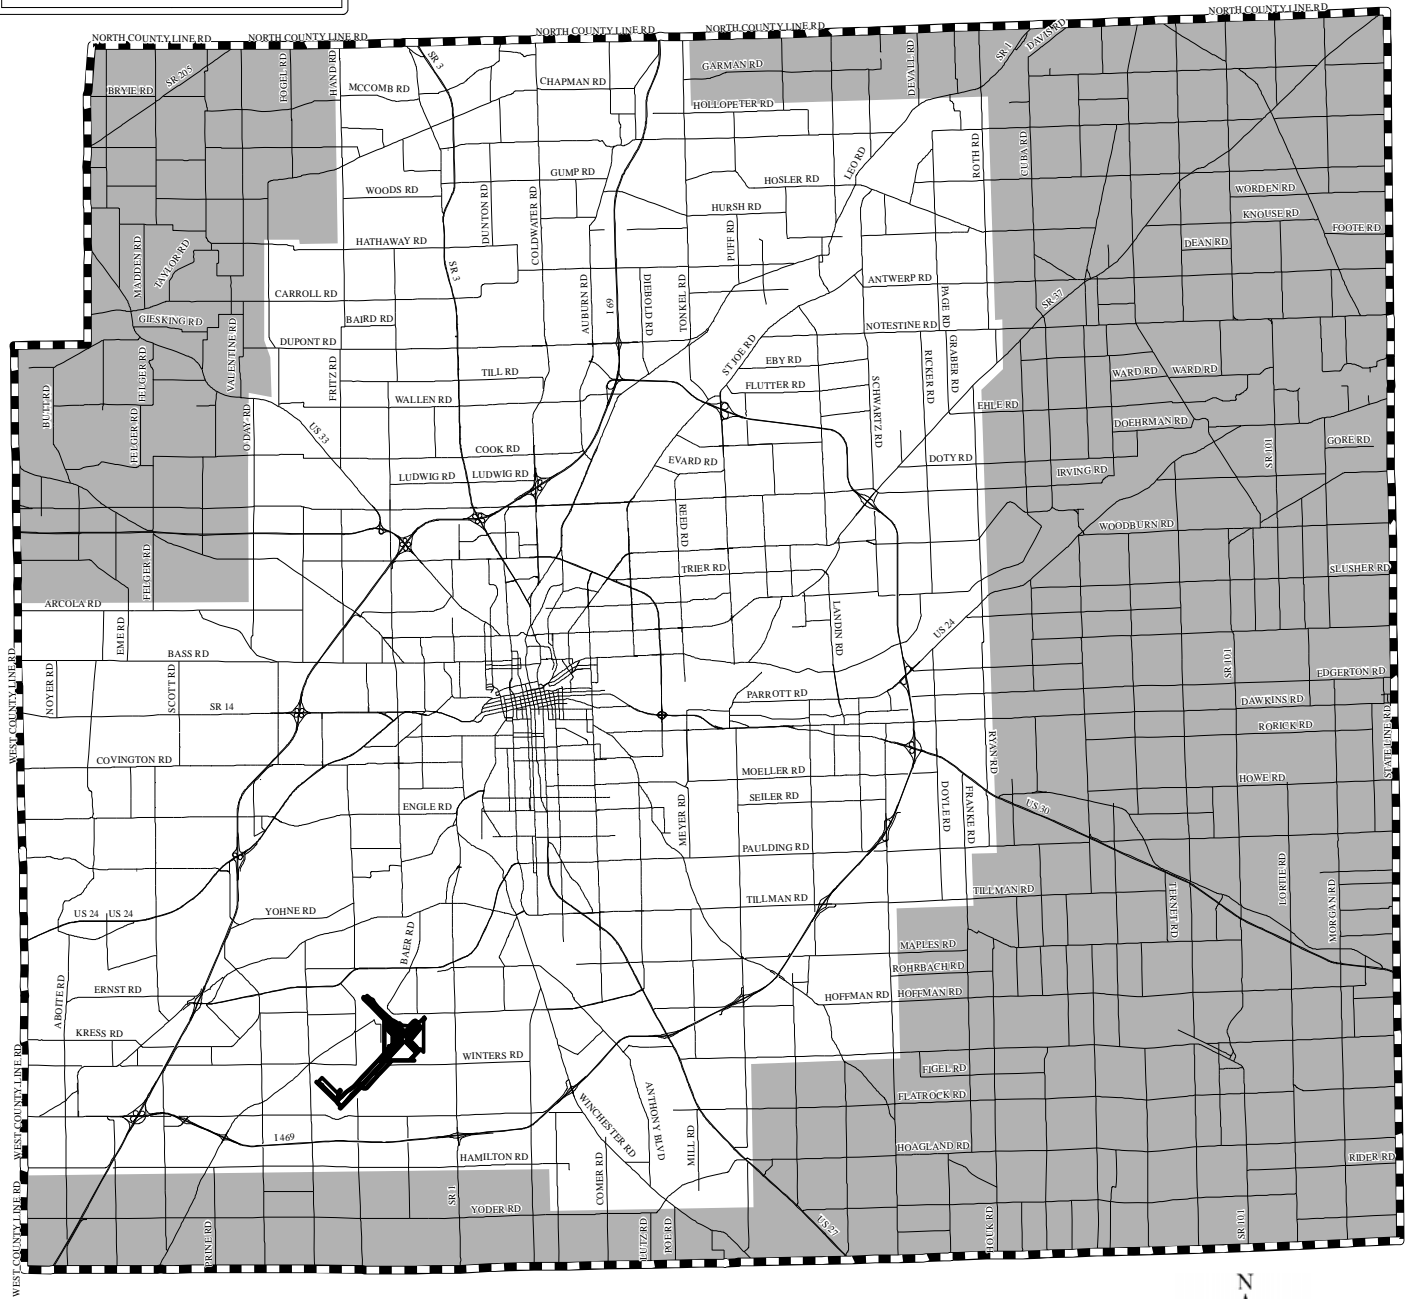 NORTH COUNTY LINE RD
NORTH COUNTY LINE RD
NORTH COUNTY LINE RD
NORTH COUNTY LINE RD
NORTH COUNTY LINE RD
DAVIS RD
SR 1
SR 3
SR 205
BRYIE RD
FOGEL RD
HAND RD
MCCOMB RD
CHAPMAN RD
GARMAN RD
DEVALL RD
HOLLOPETER RD
LEO RD
ROTH RD
CUBA RD
GUMP RD
WOODS RD
DUNTON RD
COLDWATER RD
HOSLER RD
HURSH RD
PUFF RD
WORDEN RD
KNOUSE RD
FOOTE RD
DEAN RD
HATHAWAY RD
MADDEN RD
TAYLOR RD
SR 3
CARROLL RD
AUBURN RD
I 69
DIEBOLD RD
TONKEL RD
ANTWERP RD
PAGE RD
SR 37
GIESKING RD
BAIRD RD
NOTESTINE RD
DUPONT RD
VALENTINE RD
FELGER RD
FRITZ RD
TILL RD
ST JOE RD
EBY RD
FLUTTER RD
SCHWARTZ RD
RICKER RD
GRABER RD
WARD RD
WARD RD
BUTT RD
WALLEN RD
EHLE RD
O DAY RD
US 33
FELGER RD
DOEHRMAN RD
COOK RD
GORE RD
SR 101
LUDWIG RD
LUDWIG RD
EVARD RD
DOTY RD
IRVING RD
REED RD
WOODBURN RD
FELGER RD
TRIER RD
SLUSHER RD
ARCOLA RD
EME RD
LANDIN RD
US 24
BASS RD
NOYER RD
SCOTT RD
SR 101
EDGERTON RD
WEST COUNTY LINE RD
SR 14
PARROTT RD
DAWKINS RD
RORICK RD
STATE LINE RD
RYAN RD
COVINGTON RD
MOELLER RD
SEILER RD
HOWE RD
ENGLE RD
MEYER RD
DOYLE RD
FRANKE RD
US 30
PAULDING RD
TILLMAN RD
TILLMAN RD
TERNET RD
LORTIE RD
MORGAN RD
US 24
US 24
YOHNE RD
BAER RD
MAPLES RD
ROHRBACH RD
ABOITE RD
ERNST RD
HOFFMAN RD
HOFFMAN RD
KRESS RD
WINTERS RD
FIGEL RD
WEST COUNTY LINE RD
FLATROCK RD
WINCHESTER RD
ANTHONY BLVD
MILL RD
I 469
HAMILTON RD
HOAGLAND RD
RIDER RD
COMER RD
WEST COUNTY LINE RD
SR 1
YODER RD
PRINE RD
LUTZ RD
POE RD
US 27
HOUK RD
SR 101
N